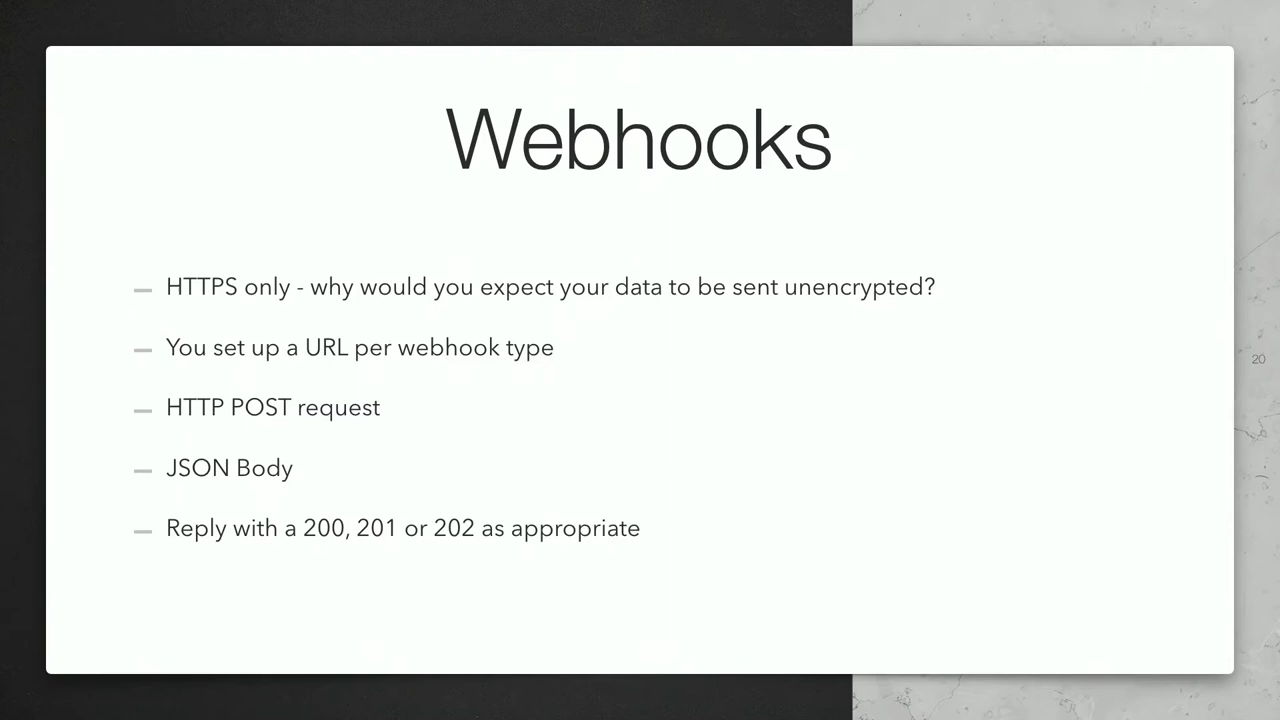 Webhooks
HTTPS only - why would you expect your data to be sent unencrypted?
You set up a URL per webhook type
20
HTTP POST request
JSON Body
Reply with a 200, 201 or 202 as appropriate